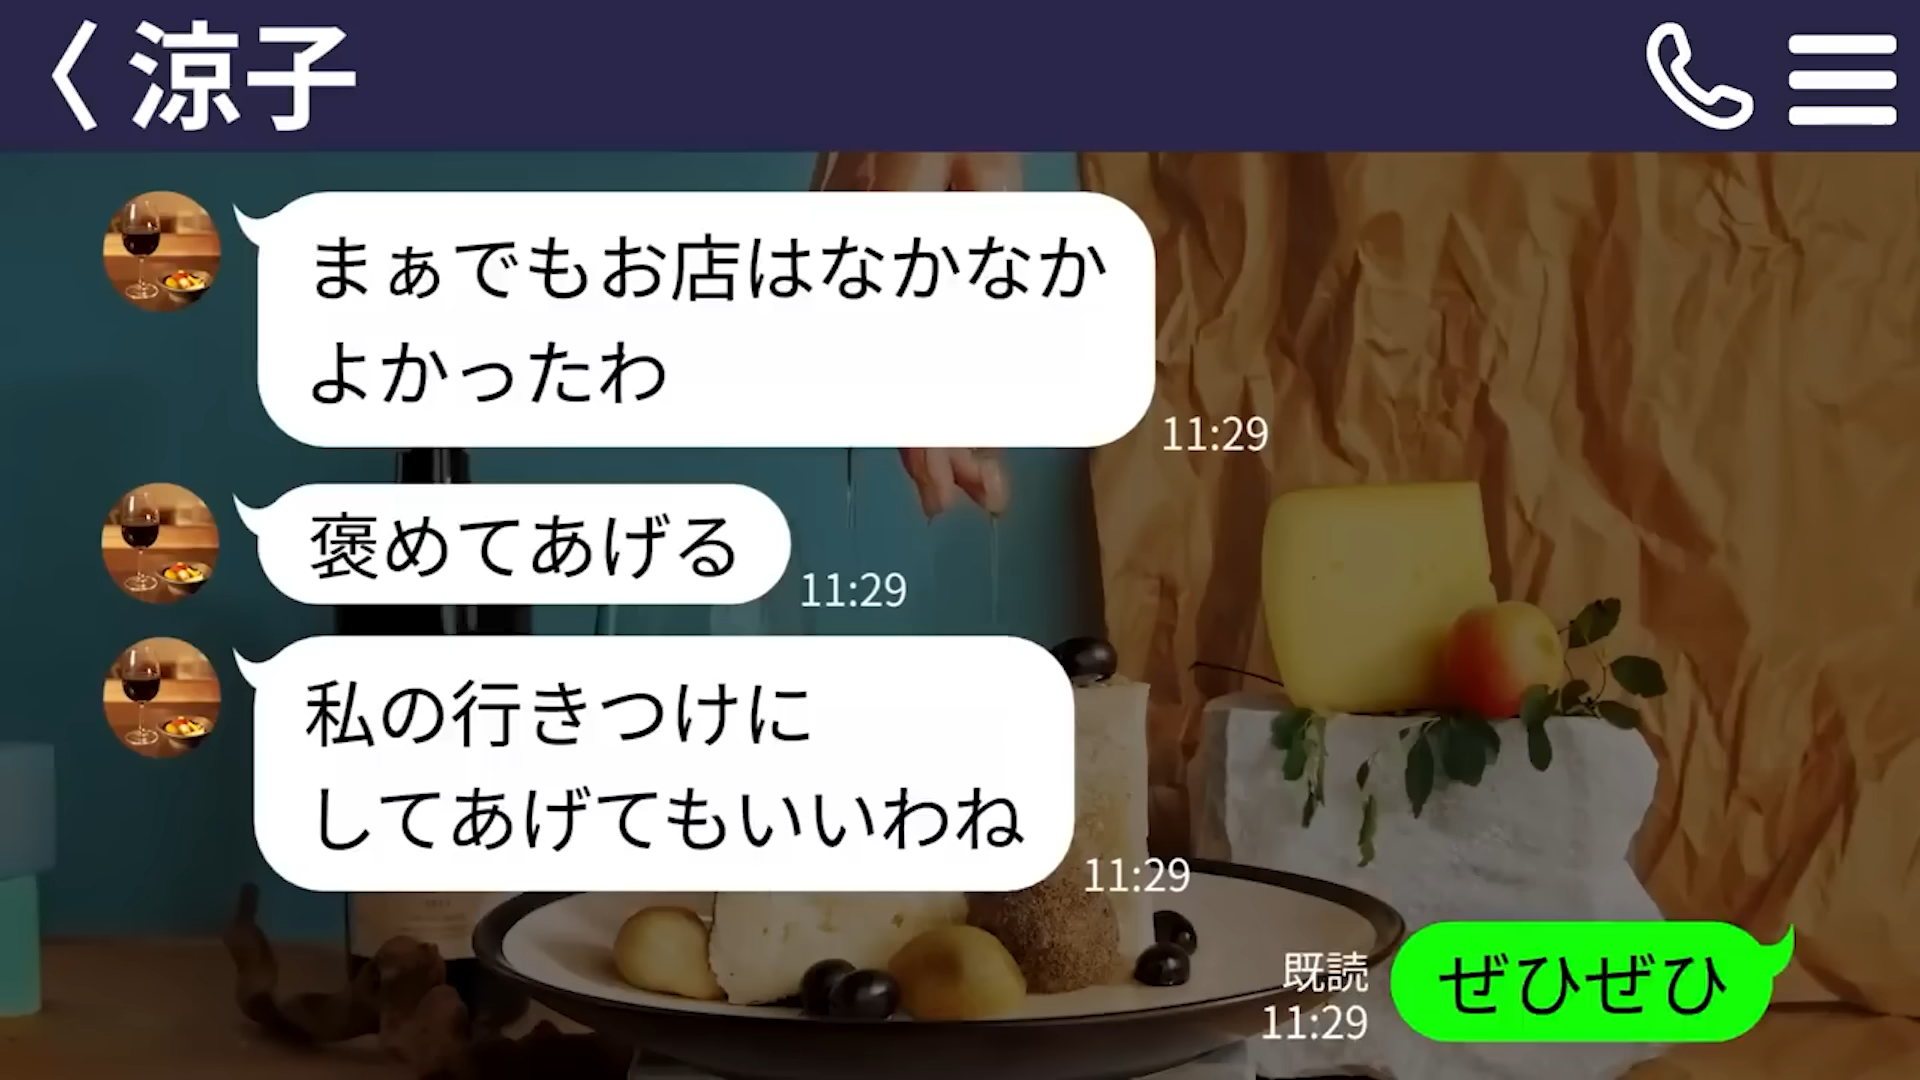 涼子
まぁでもお店はなかなか
よかったわ
11:29
褒めてあげる
11:29
私の行きつけに
してあげてもいいわね
11:29
ぜひぜひ
既読
11:29